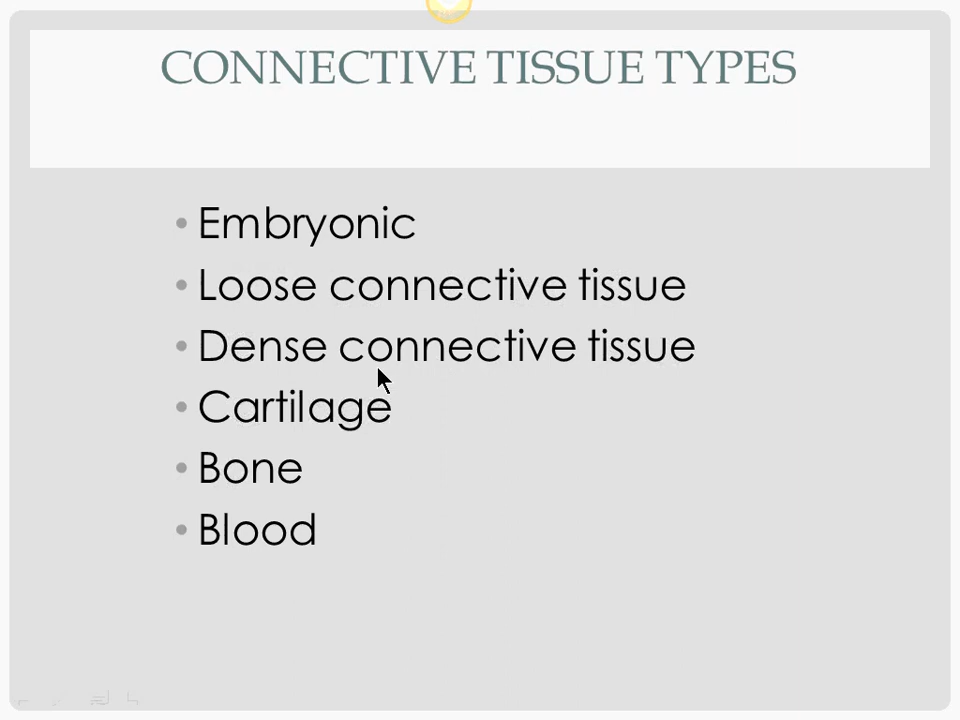 CONNECTIVE TISSUE TYPES
• Embryonic
• Loose connective tissue
• Dense connective tissue
• Cartilage
• Bone
• Blood